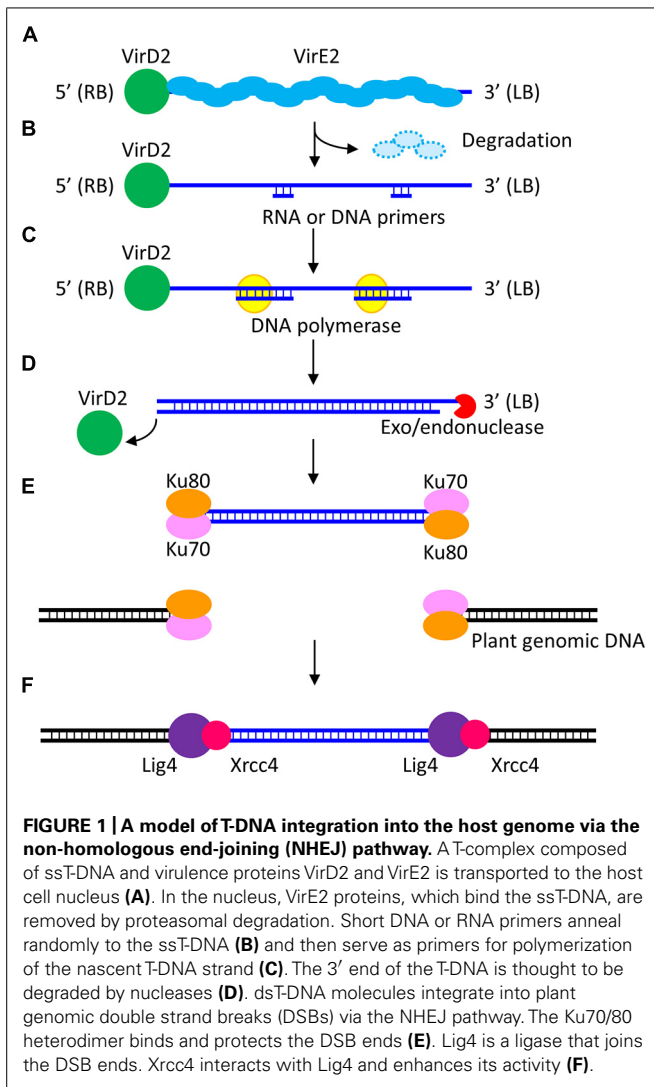 A
VirD2
VirE2
5′ (RB)
3′ (LB)
B
VirD2
Degradation
5′ (RB)
3′ (LB)
RNA or DNA primers
C
VirD2
5′ (RB)
3′ (LB)
DNA polymerase
D
VirD2
3′ (LB)
Exo/endonuclease
E
Ku80
Ku70
Ku70
Ku80
Plant genomic DNA
F
Lig4
Xrcc4
Lig4
Xrcc4
FIGURE 1 | A model of T-DNA integration into the host genome via the
non-homologous end-joining (NHEJ) pathway. A T-complex composed
of ssT-DNA and virulence proteins VirD2 and VirE2 is transported to the host
cell nucleus (A). In the nucleus, VirE2 proteins, which bind the ssT-DNA, are
removed by proteasomal degradation. Short DNA or RNA primers anneal
randomly to the ssT-DNA (B) and then serve as primers for polymerization
of the nascent T-DNA strand (C). The 3′ end of the T-DNA is thought to be
degraded by nucleases (D). dsT-DNA molecules integrate into plant
genomic double strand breaks (DSBs) via the NHEJ pathway. The Ku70/80
heterodimer binds and protects the DSB ends (E). Lig4 is a ligase that joins
the DSB ends. Xrcc4 interacts with Lig4 and enhances its activity (F).